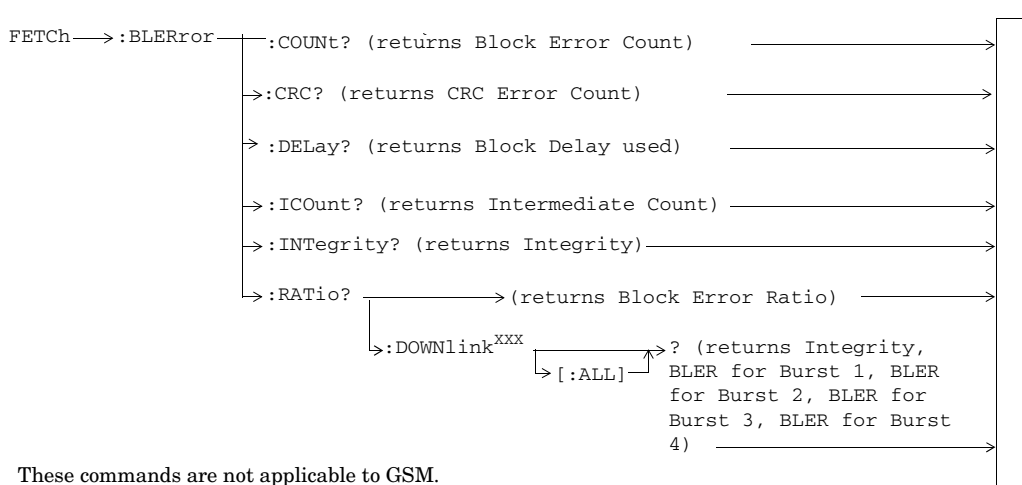 FETCh :BLERror :COUNt? (returns Block Error Count)
:CRC? (returns CRC Error Count)
:DELay? (returns Block Delay used)
:ICOunt? (returns Intermediate Count)
:INTegrity? (returns Integrity)
:RATio? (returns Block Error Ratio)
:DOWNlinkXXX ? (returns Integrity,
[:ALL] BLER for Burst 1, BLER
for Burst 2, BLER for
Burst 3, BLER for Burst
4)
These commands are not applicable to GSM.